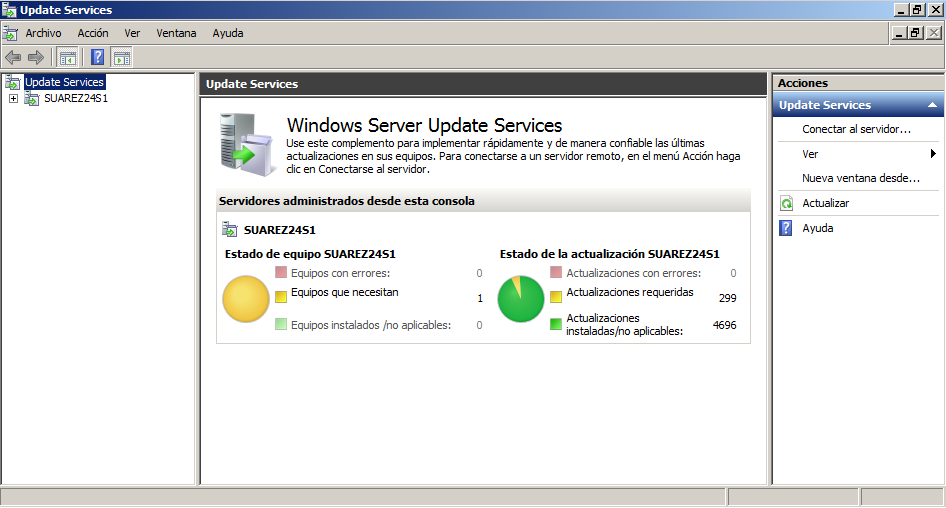 Update Services
Archivo Acción Ver Ventana Ayuda
Update Services
SUAREZ24S1
Update Services
Windows Server Update Services
Use este complemento para implementar rápidamente y de manera confiable las últimas
actualizaciones en sus equipos. Para conectarse a un servidor remoto, en el menú Acción haga
clic en Conectarse al servidor.
Servidores administrados desde esta consola
SUAREZ24S1
Estado de equipo SUAREZ24S1
Equipos con errores: 0
Equipos que necesitan 1
Equipos instalados /no aplicables: 0
Estado de la actualización SUAREZ24S1
Actualizaciones con errores: 0
Actualizaciones requeridas 299
Actualizaciones
instaladas/no aplicables: 4696
Acciones
Update Services
Conectar al servidor...
Ver
Nueva ventana desde...
Actualizar
Ayuda